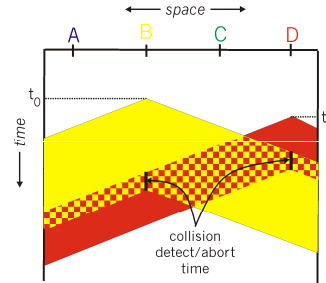 space
A B C D
t0
t
time
collision
detect/abort
time